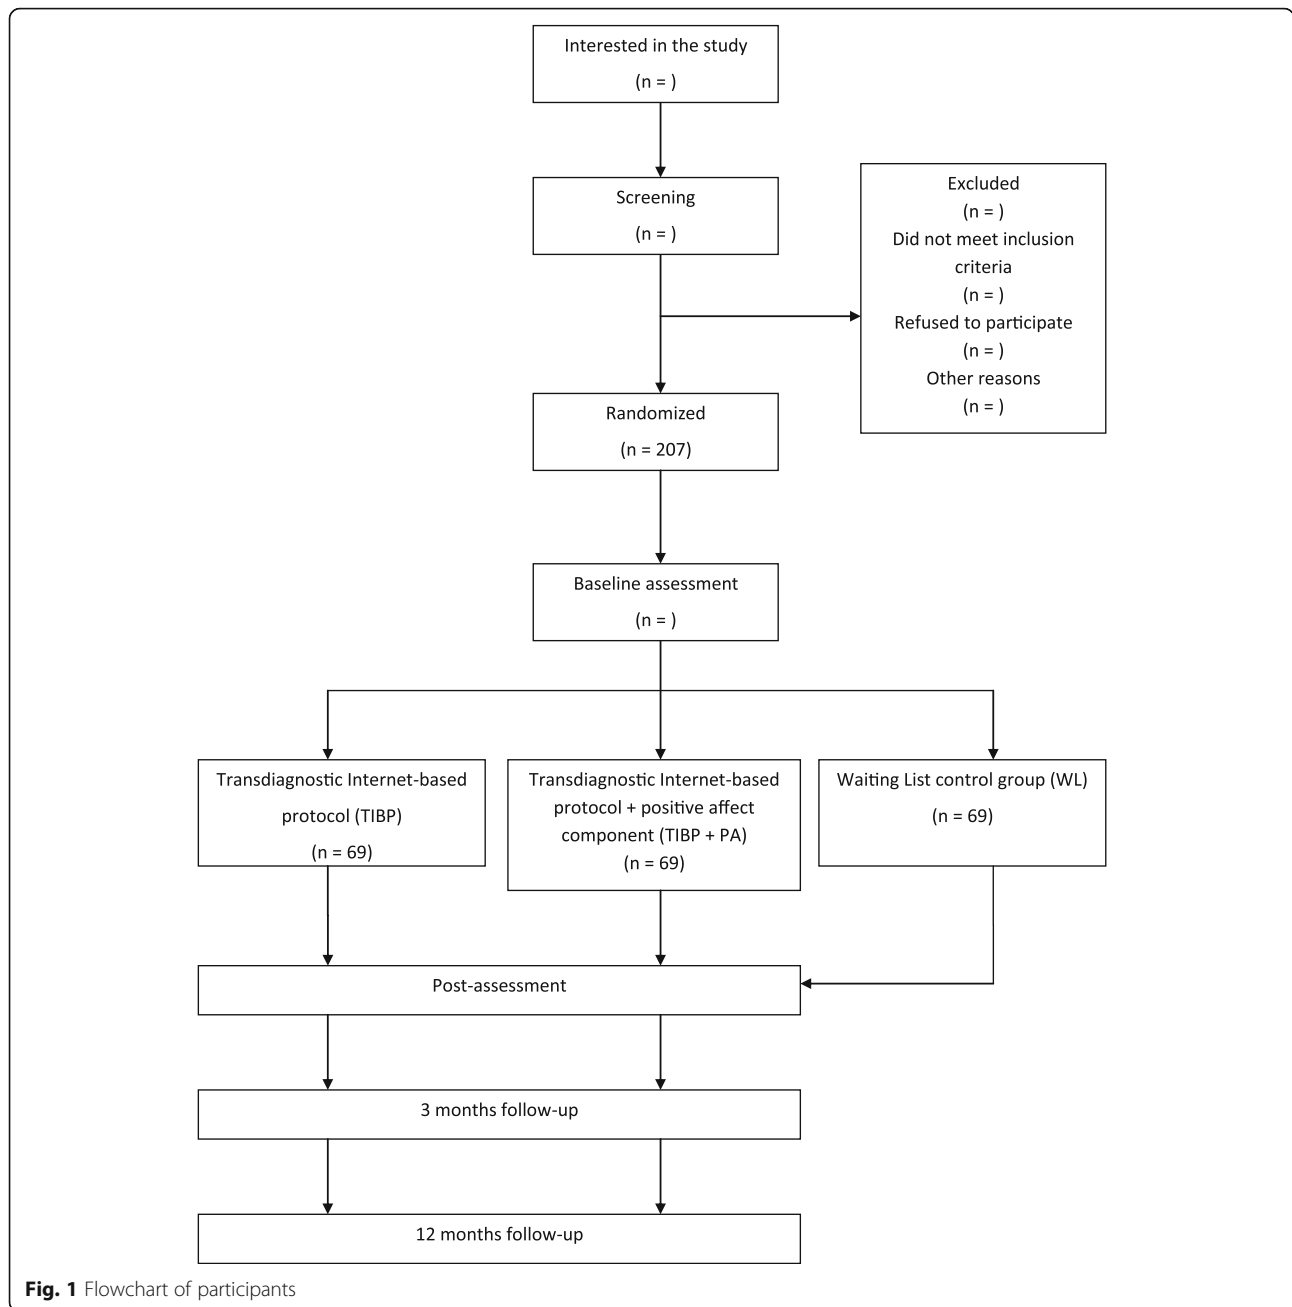 Interested in the study
(n = )
Screening
(n = )
Excluded
(n = )
Did not meet inclusion
criteria
(n = )
Refused to participate
(n = )
Other reasons
(n = )
Randomized
(n = 207)
Baseline assessment
(n = )
Transdiagnostic Internet-based
protocol (TIBP)
(n = 69)
Transdiagnostic Internet-based
protocol + positive affect
component (TIBP + PA)
(n = 69)
Waiting List control group (WL)
(n = 69)
Post-assessment
3 months follow-up
12 months follow-up
Fig. 1 Flowchart of participants